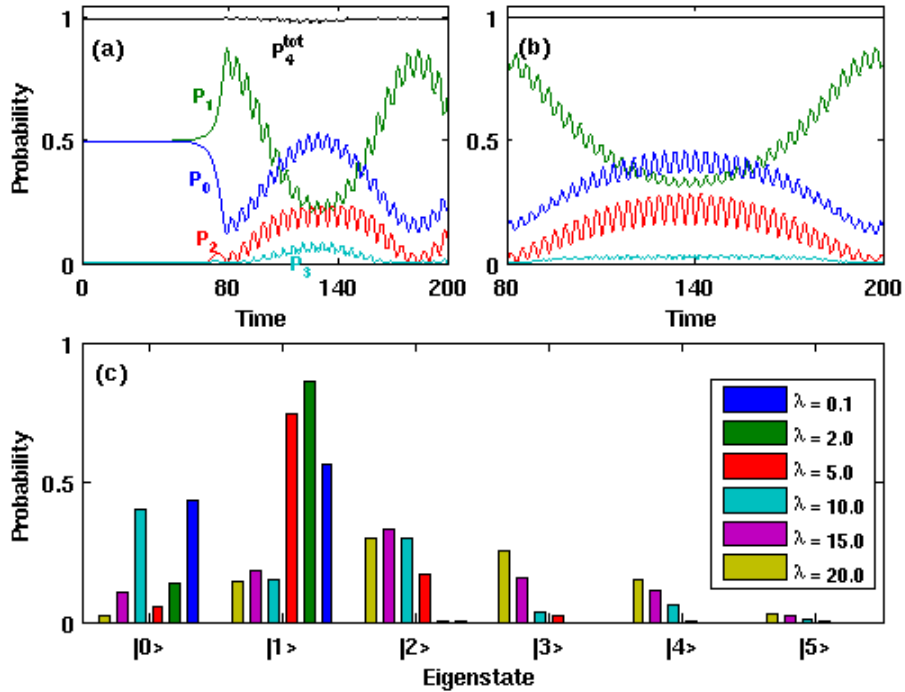 1
0.5
0
Probability
(a)
P₄ᵗᵒᵗ
P₁
P₀
P₂
P₃
0
80
140
200
Time
1
0.5
0
(b)
80
140
200
Time
1
0.5
0
Probability
(c)
λ = 0.1
λ = 2.0
λ = 5.0
λ = 10.0
λ = 15.0
λ = 20.0
|0>
|1>
|2>
|3>
|4>
|5>
Eigenstate